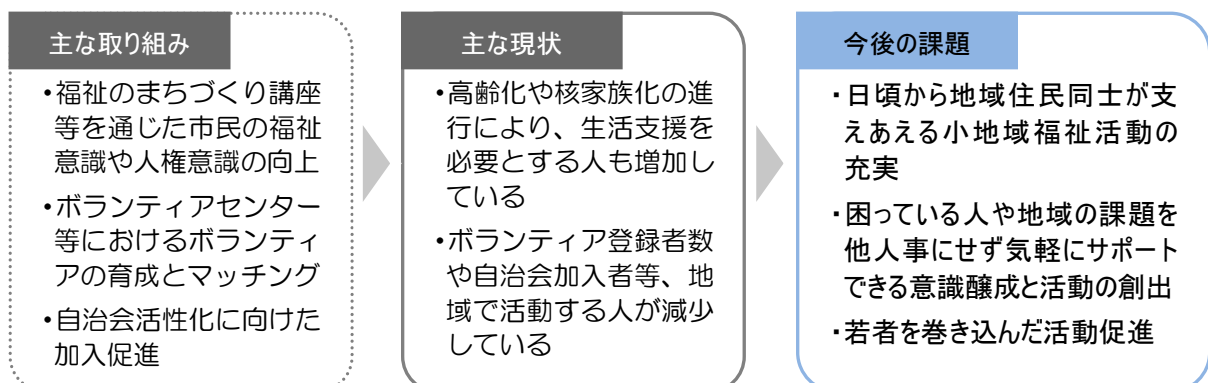 主な取り組み
・福祉のまちづくり講座
等を通じた市民の福祉
意識や人権意識の向上
・ボランティアセンター
等におけるボランティ
アの育成とマッチング
・自治会活性化に向けた
加入促進
主な現状
・高齢化や核家族化の進
行により、生活支援を
必要とする人も増加し
ている
・ボランティア登録者数
や自治会加入者等、地
域で活動する人が減少
している
今後の課題
・日頃から地域住民同士が支
えあえる小地域福祉活動の
充実
・困っている人や地域の課題を
他人事にせず気軽にサポート
できる意識醸成と活動の創出
・若者を巻き込んだ活動促進